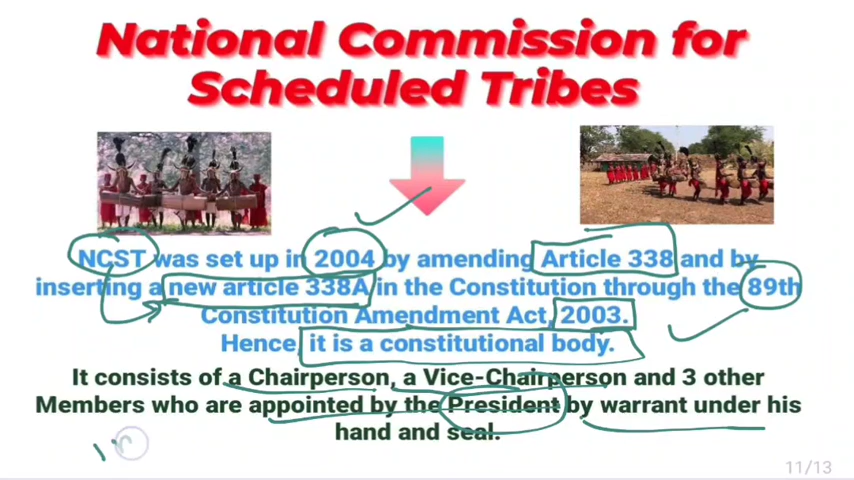 National Commission for
Scheduled Tribes
NCST was set up in 2004 by amending Article 338 and by
inserting a new article 338A in the Constitution through the 89th
Constitution Amendment Act, 2003.
Hence, it is a constitutional body.
It consists of a Chairperson, a Vice-Chairperson and 3 other
Members who are appointed by the President by warrant under his
hand and seal.
11/13